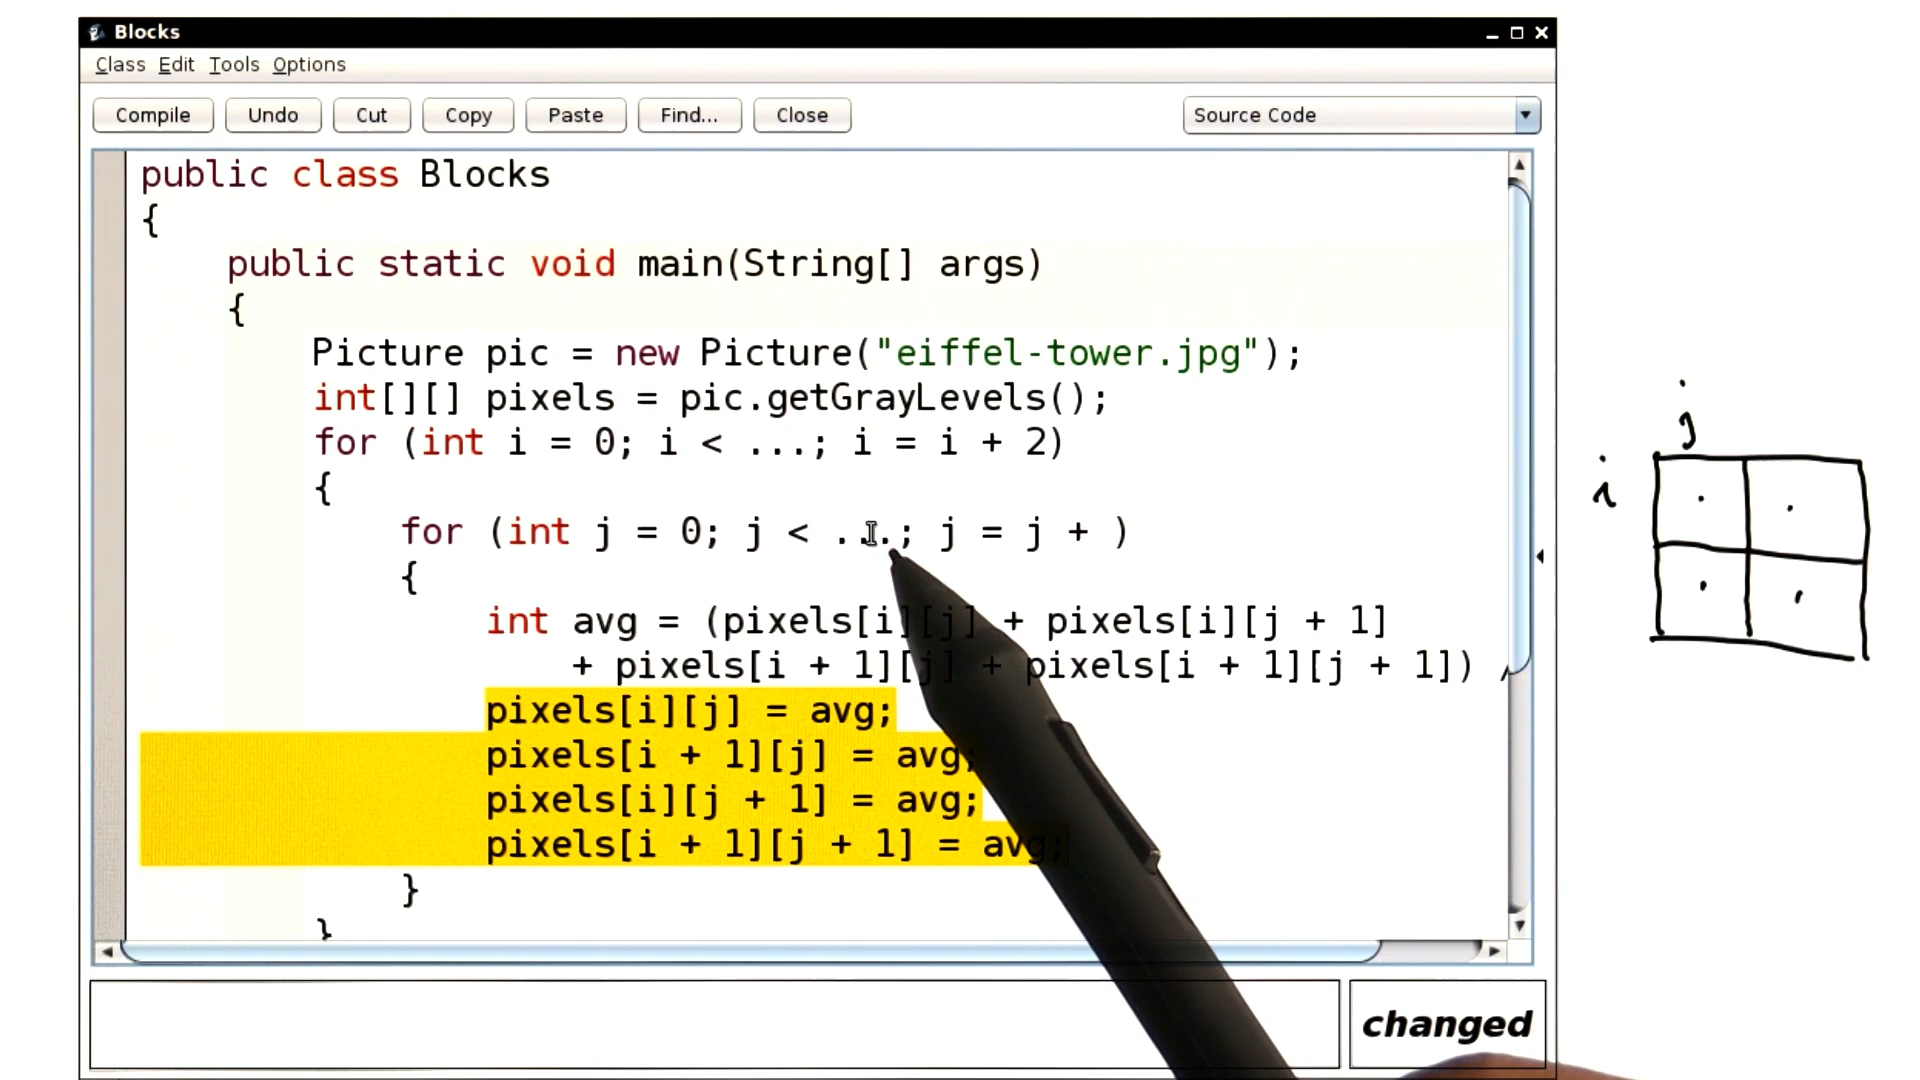 Blocks
Class Edit Tools Options
Compile Undo Cut Copy Paste Find... Close Source Code
public class Blocks
{
public static void main(String[] args)
{
Picture pic = new Picture("eiffel-tower.jpg");
int[][] pixels = pic.getGrayLevels();
for (int i = 0; i < ...; i = i + 2)
{
for (int j = 0; j < ...; j = j + )
{
int avg = (pixels[i][j] + pixels[i][j + 1]
+ pixels[i + 1][j] + pixels[i + 1][j + 1]) /
pixels[i][j] = avg;
pixels[i + 1][j] = avg;
pixels[i][j + 1] = avg;
pixels[i + 1][j + 1] = avg;
}
}
j
i
changed